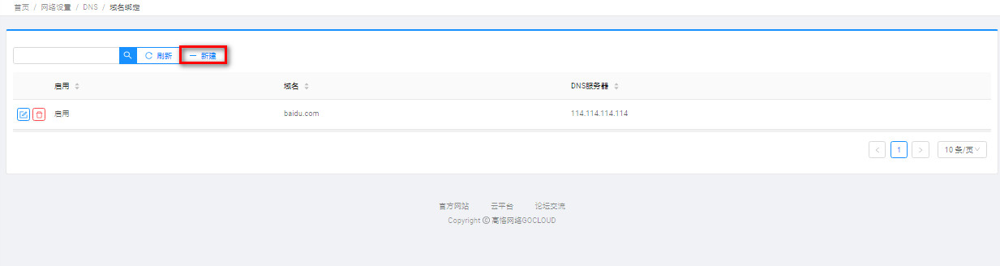 首页 / 网络设置 / DNS / 域名绑定
刷新 新建
启用 域名 DNS服务器
启用 baidu.com 114.114.114.114
1 10 条/页
官方网站 云平台 论坛交流
Copyright © 高恪网络GOCLOUD